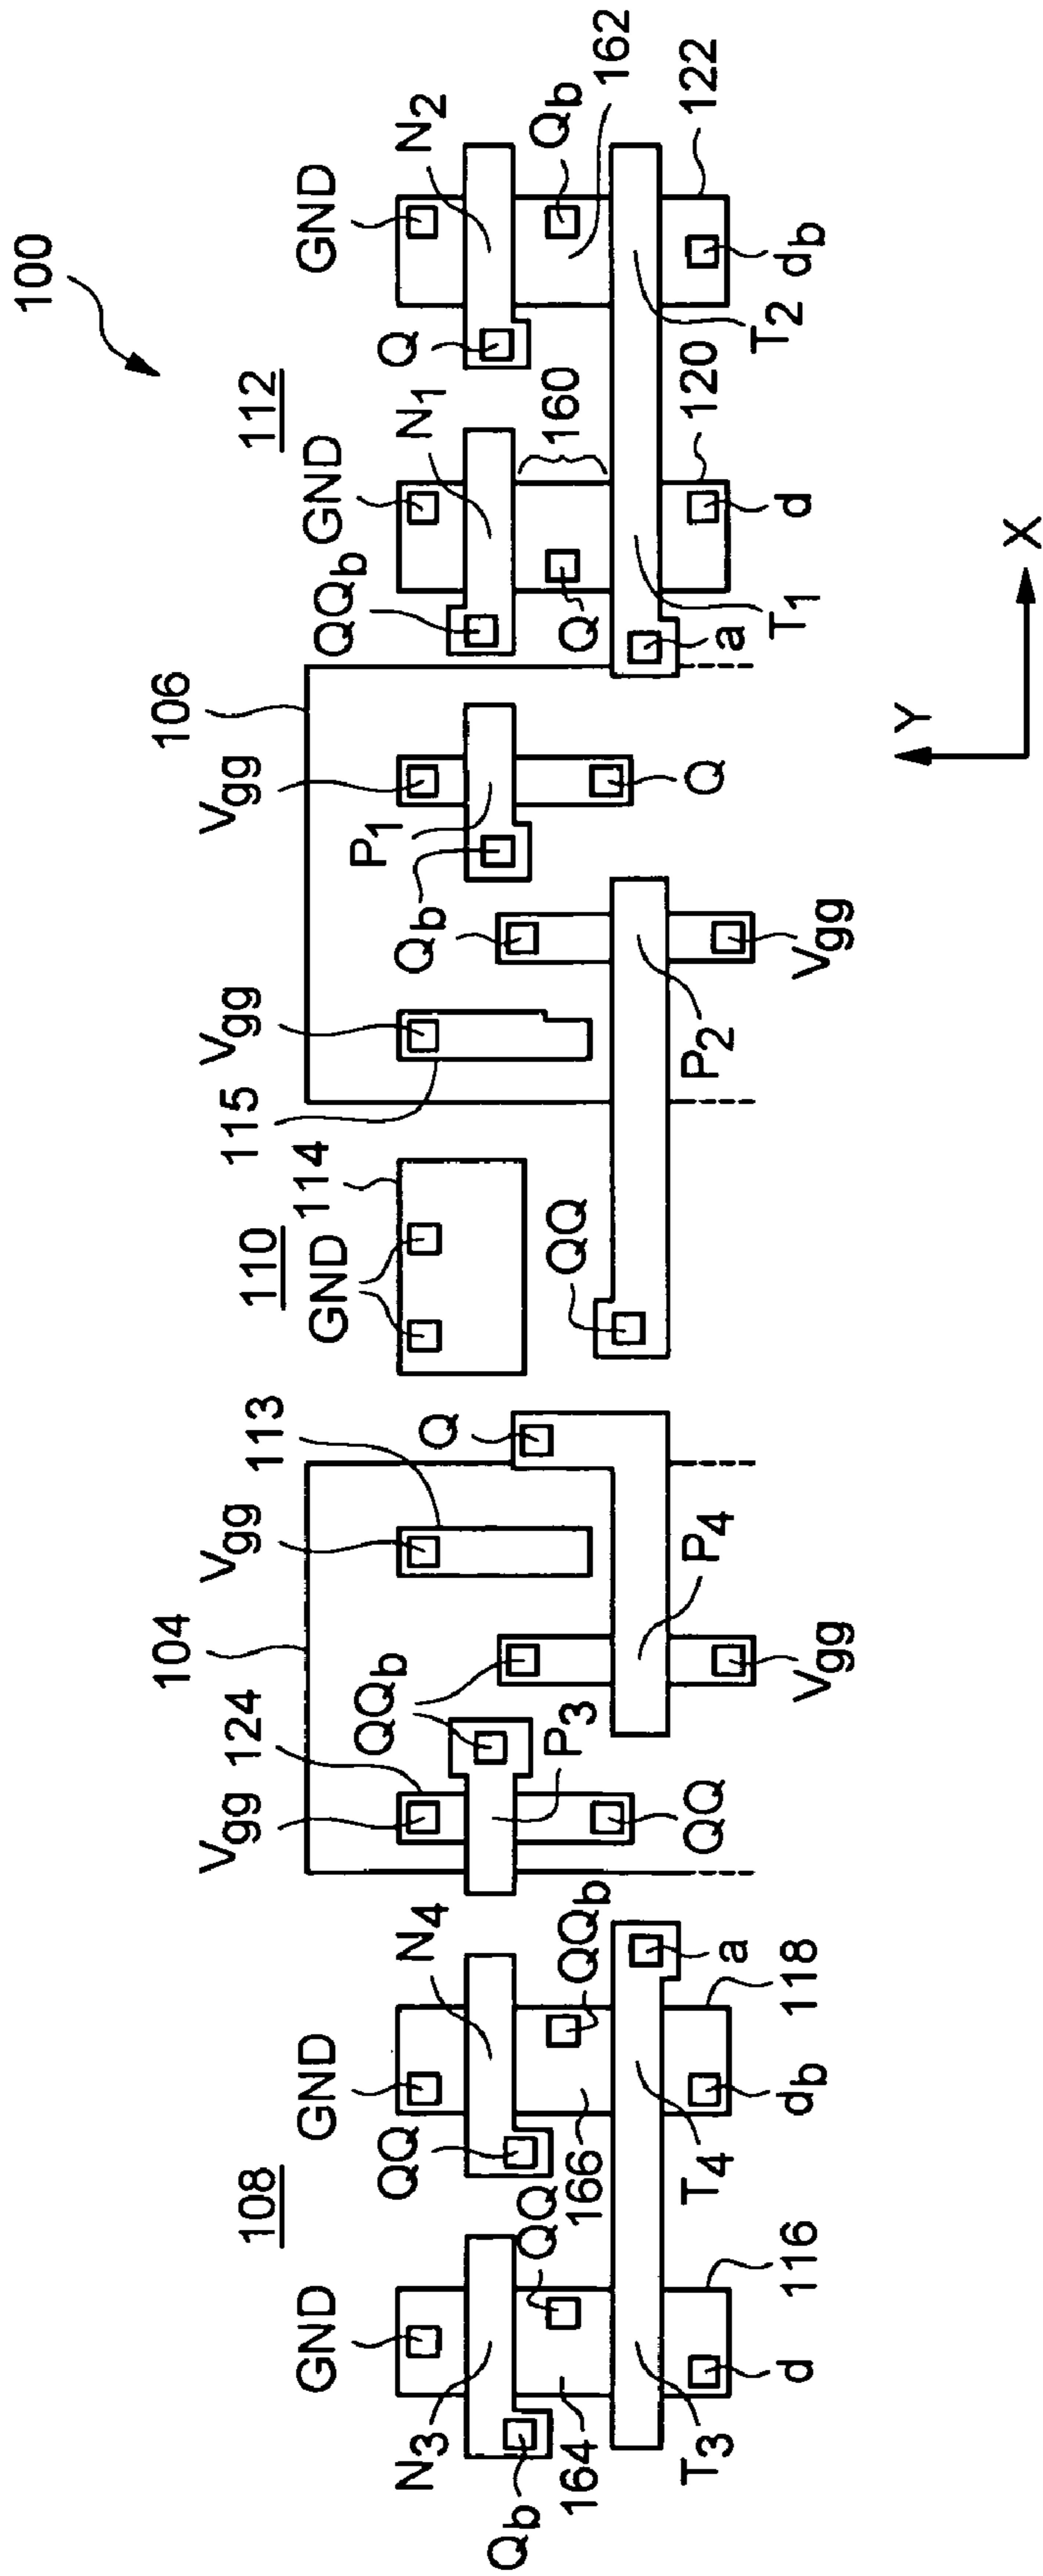 100
108
110
112
GND
GND
GND
GND
GND
104
106
113
114
115
124
Vgg
Vgg
Vgg
Vgg
N3
N4
N1
N2
QQ
QQb
Q
QQb
Q
Qb
QQ
QQb
QQ
P3
P1
Qb
Qb
164
166
160
162
Q
Qb
QQ
Q
P4
P2
Vgg
Vgg
T3
T4
T1
T2
d
db
a
a
d
db
116
118
120
122
Y
X